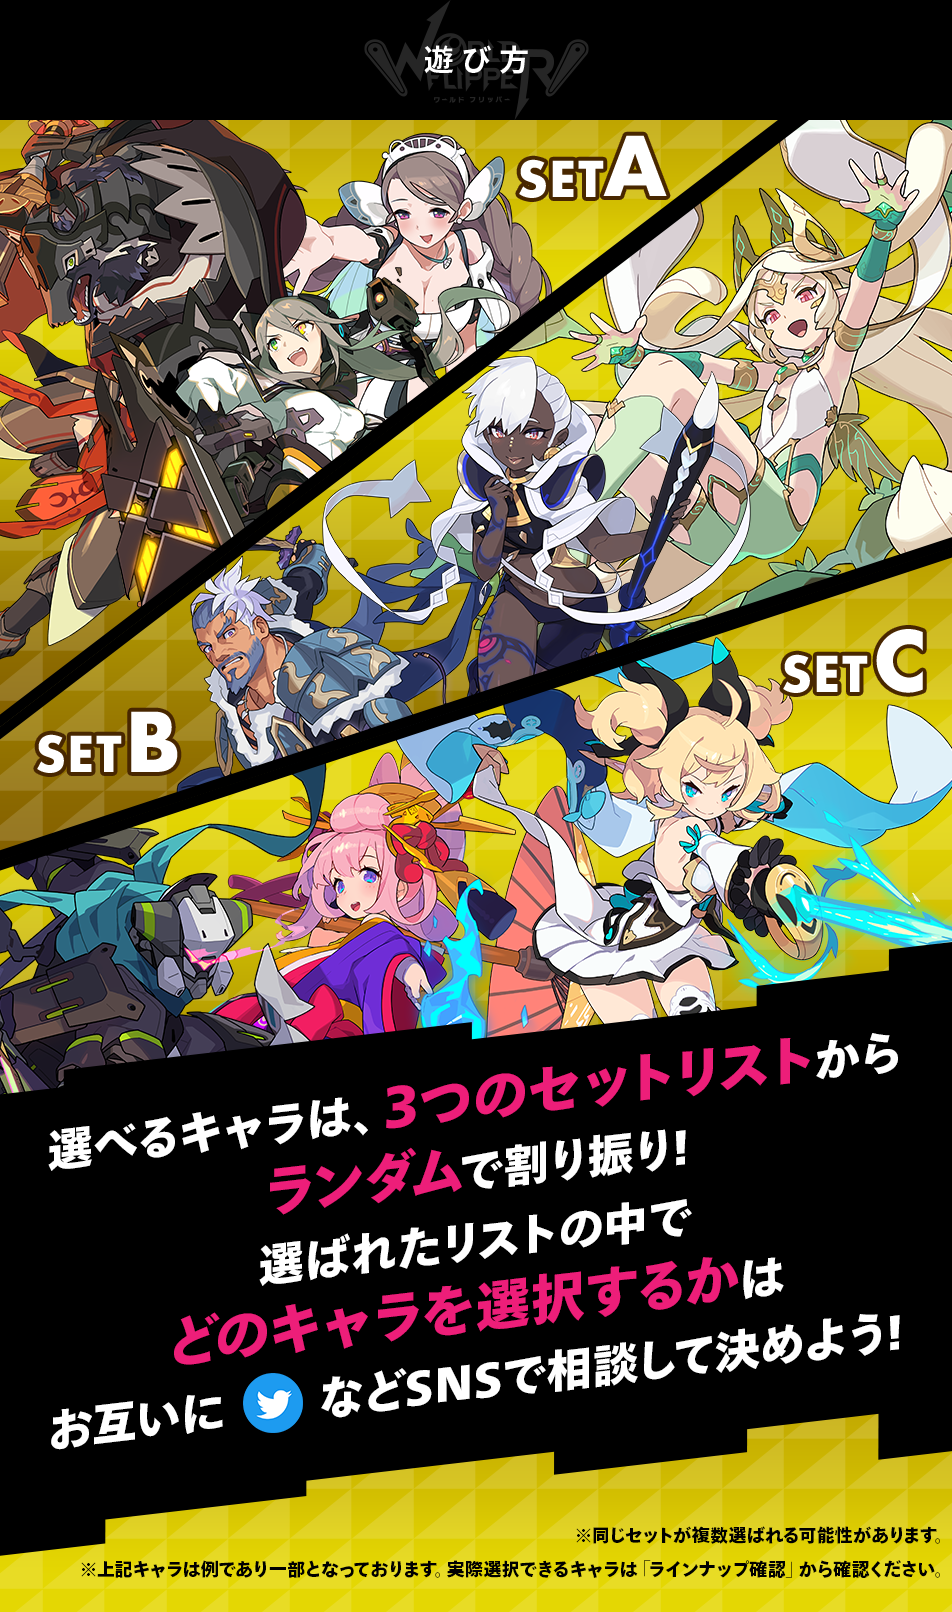 WORLD
FLIPPER
ワールド フリッパー
遊び方
SET A
SET B
SET C
選べるキャラは、3つのセットリストから
ランダムで割り振り!
選ばれたリストの中で
どのキャラを選択するかは
お互いに などSNSで相談して決めよう!
※同じセットが複数選ばれる可能性があります。
※上記キャラは例であり一部となっております。実際選択できるキャラは「ラインナップ確認」から確認ください。